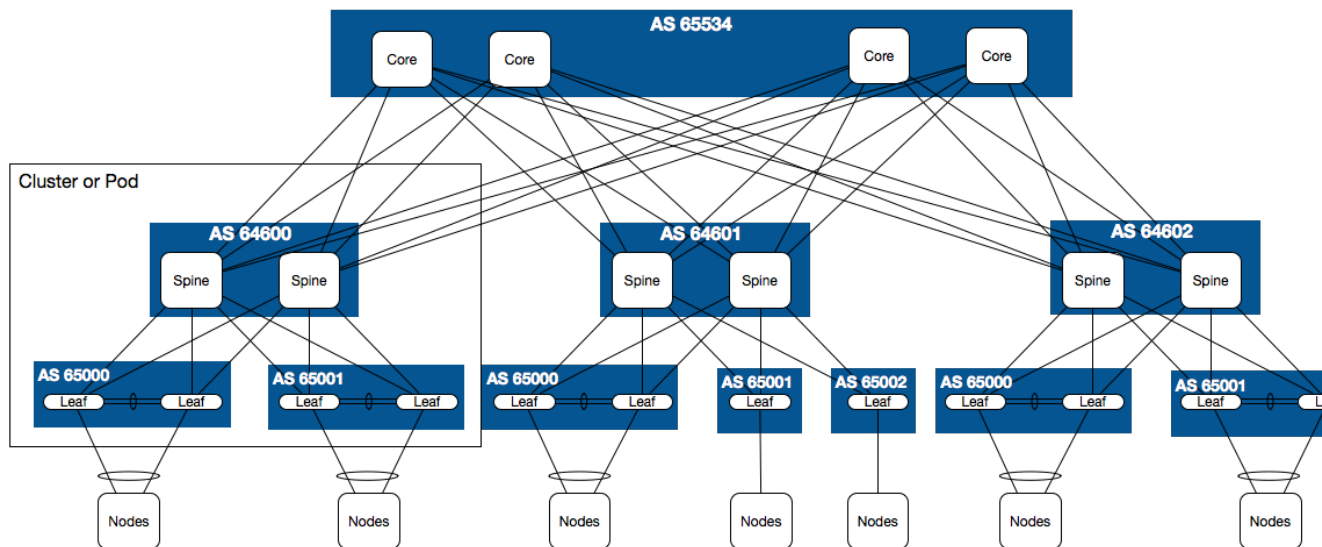 AS 65534
Core
Core
Core
Core
Cluster or Pod
AS 64600
AS 64601
AS 64602
Spine
Spine
Spine
Spine
Spine
Spine
AS 65000
AS 65001
AS 65000
AS 65001
AS 65002
AS 65000
AS 65001
Leaf
Leaf
Leaf
Leaf
Leaf
Leaf
Leaf
Leaf
Leaf
Leaf
Leaf
L
Nodes
Nodes
Nodes
Nodes
Nodes
Nodes
Nodes